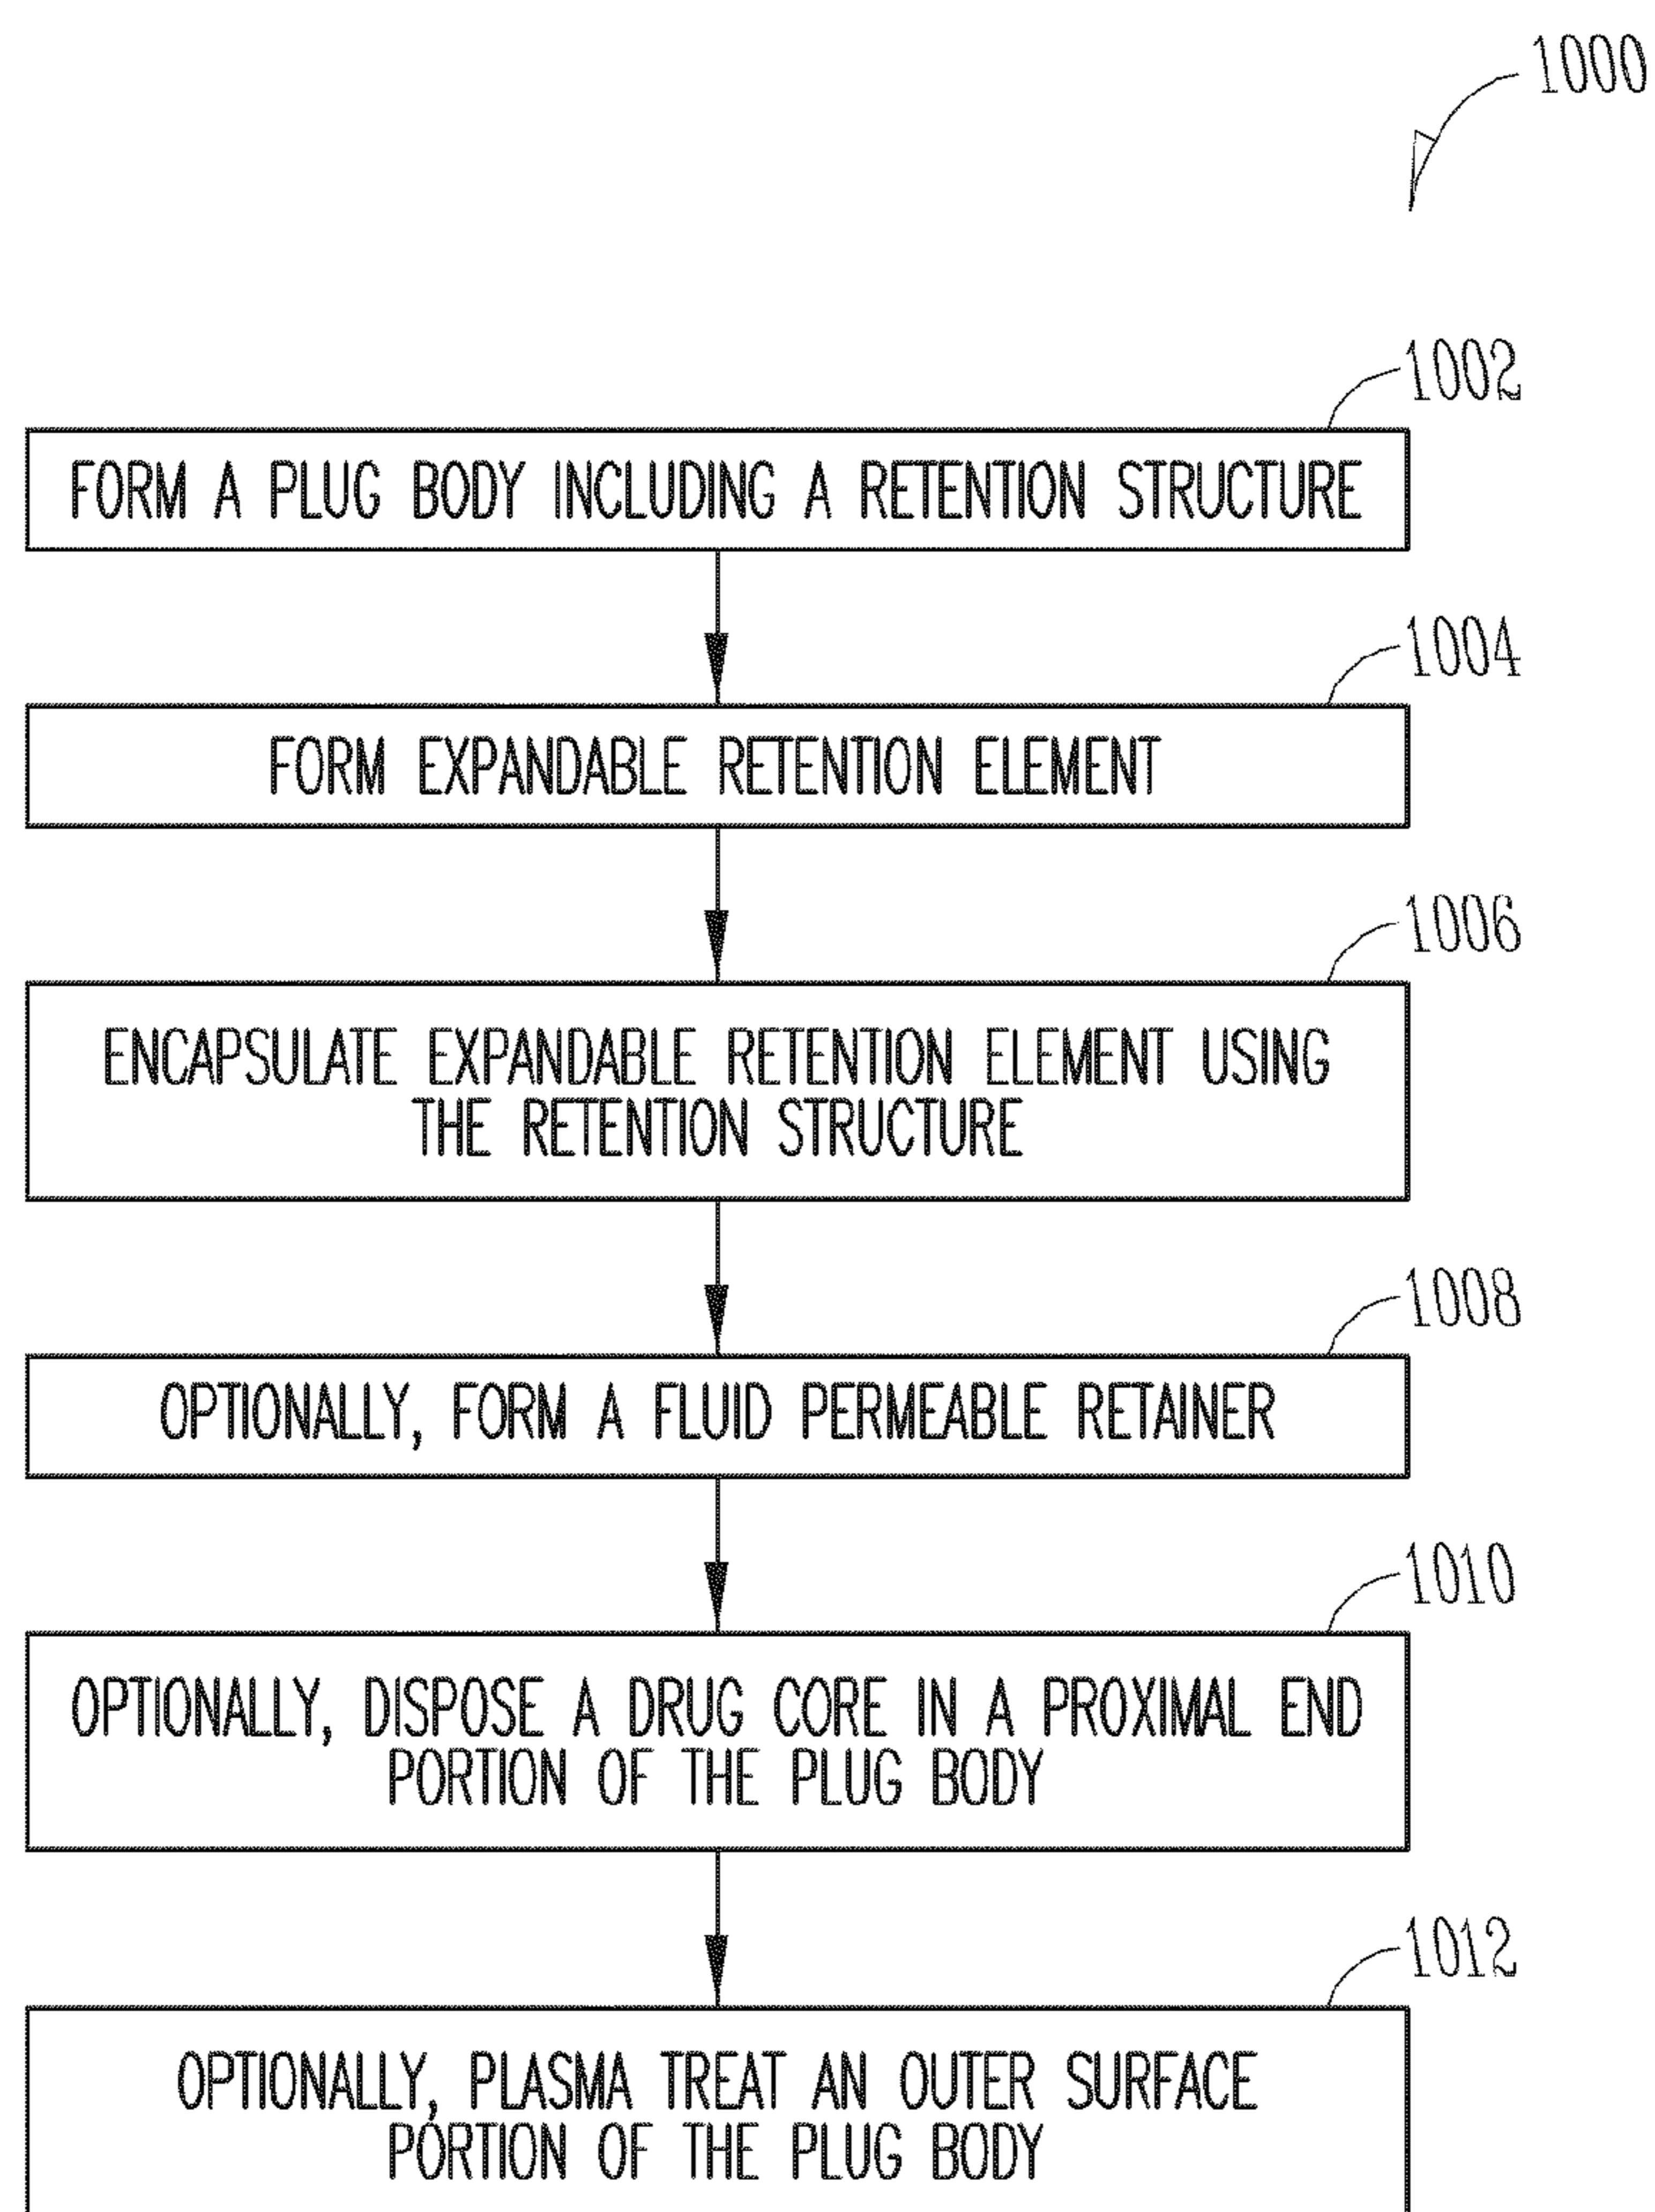 1000
1002
FORM A PLUG BODY INCLUDING A RETENTION STRUCTURE
1004
FORM EXPANDABLE RETENTION ELEMENT
1006
ENCAPSULATE EXPANDABLE RETENTION ELEMENT USING
THE RETENTION STRUCTURE
1008
OPTIONALLY, FORM A FLUID PERMEABLE RETAINER
1010
OPTIONALLY, DISPOSE A DRUG CORE IN A PROXIMAL END
PORTION OF THE PLUG BODY
1012
OPTIONALLY, PLASMA TREAT AN OUTER SURFACE
PORTION OF THE PLUG BODY